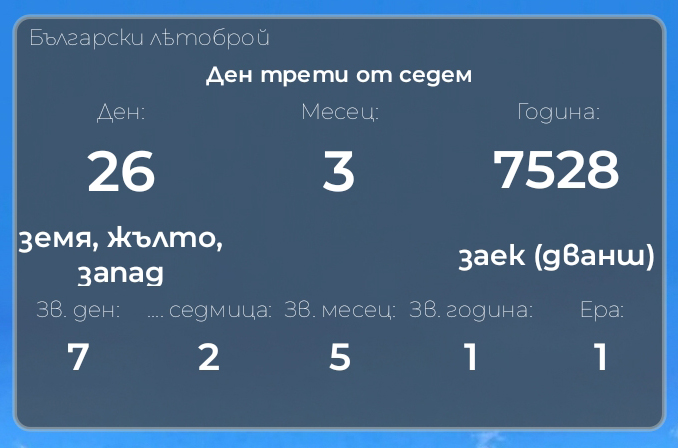 Български лѣтоброй
Ден трети от седем
Ден: Месец: Година:
26 3 7528
земя, жълто,
запад
заек (дванш)
Зв. ден: .... седмица: Зв. месец: Зв. година: Ера:
7 2 5 1 1